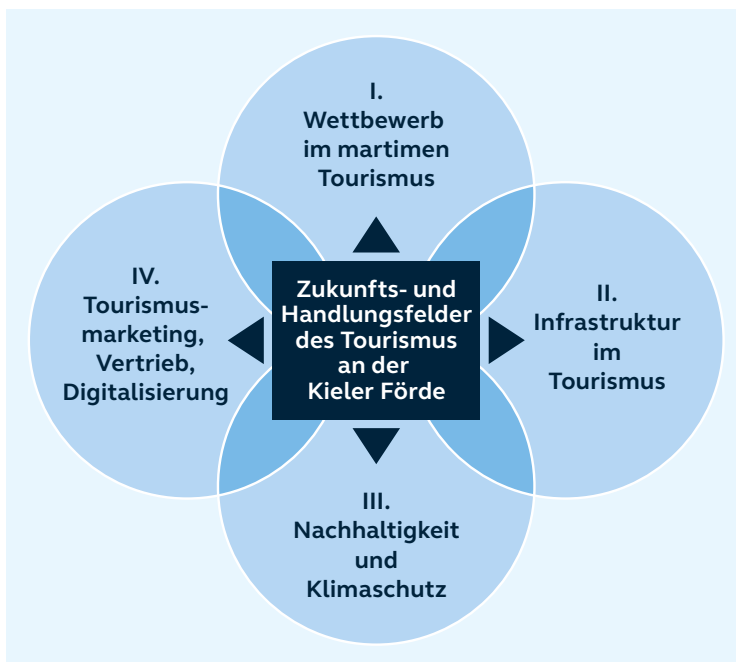 I.
Wettbewerb
im martimen
Tourismus
IV.
Tourismus-
marketing,
Vertrieb,
Digitalisierung
Zukunfts- und
Handlungsfelder
des Tourismus
an der
Kieler Förde
II.
Infrastruktur
im
Tourismus
III.
Nachhaltigkeit
und
Klimaschutz